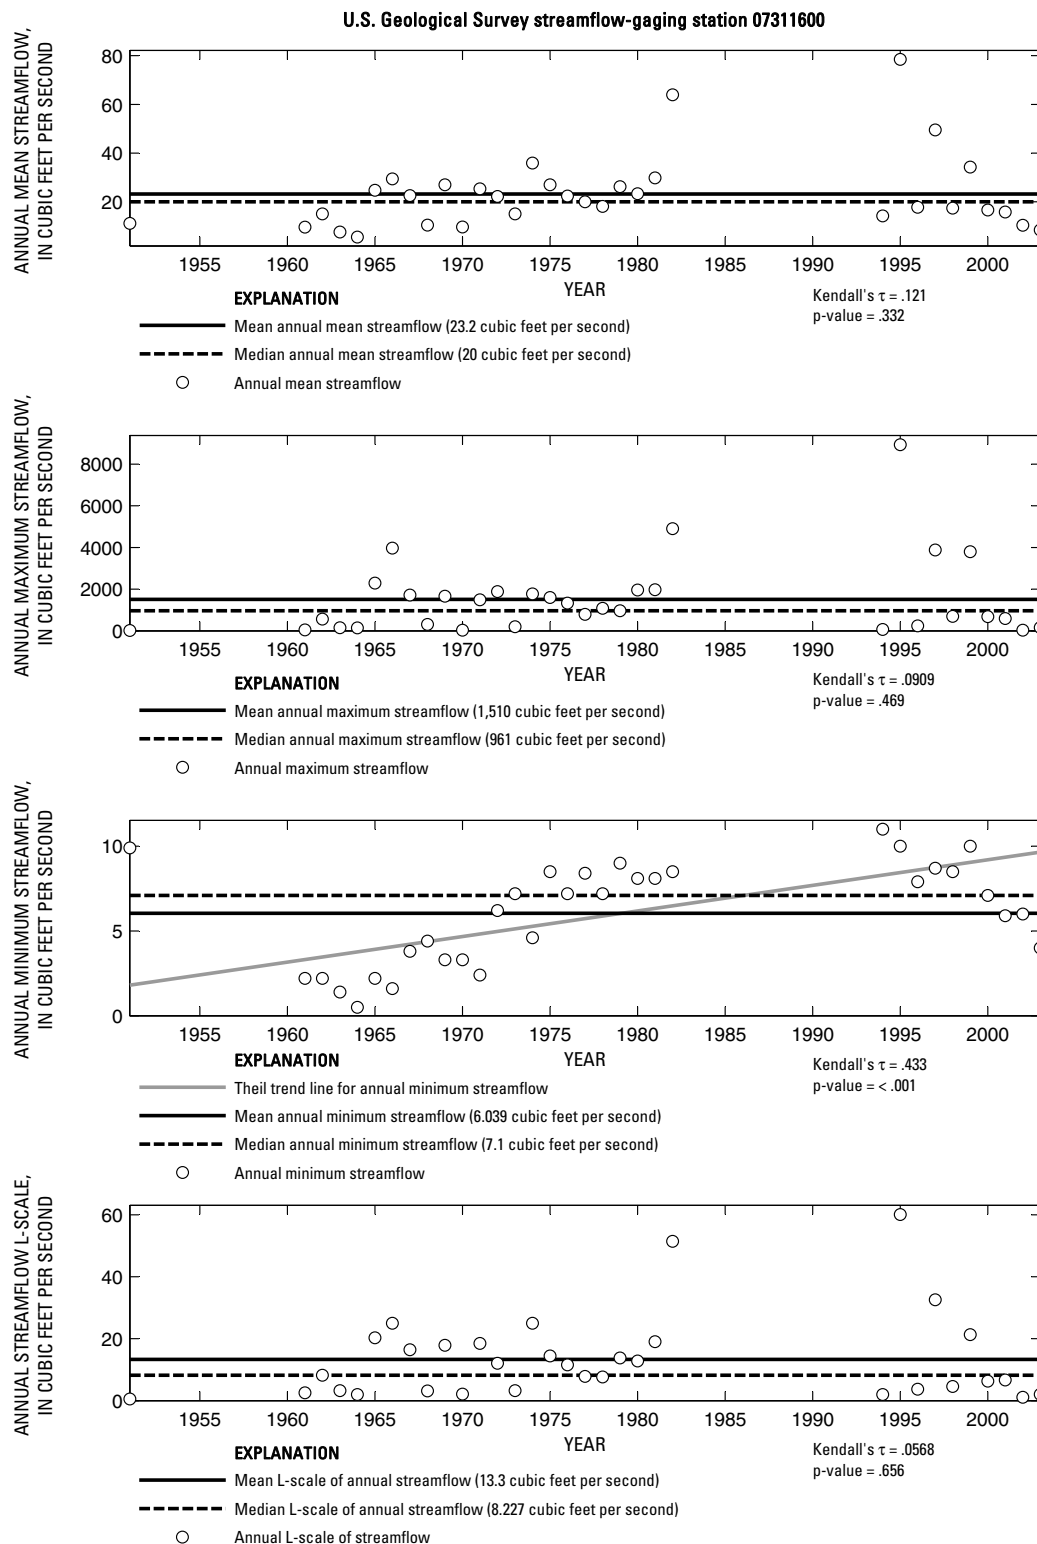 U.S. Geological Survey streamflow-gaging station 07311600
ANNUAL MEAN STREAMFLOW,
IN CUBIC FEET PER SECOND
80
60
40
20
1955 1960 1965 1970 1975 1980 1985 1990 1995 2000
YEAR
Kendall's τ = .121
p-value = .332
EXPLANATION
Mean annual mean streamflow (23.2 cubic feet per second)
Median annual mean streamflow (20 cubic feet per second)
Annual mean streamflow
ANNUAL MAXIMUM STREAMFLOW,
IN CUBIC FEET PER SECOND
8000
6000
4000
2000
0
1955 1960 1965 1970 1975 1980 1985 1990 1995 2000
YEAR
Kendall's τ = .0909
p-value = .469
EXPLANATION
Mean annual maximum streamflow (1,510 cubic feet per second)
Median annual maximum streamflow (961 cubic feet per second)
Annual maximum streamflow
ANNUAL MINIMUM STREAMFLOW,
IN CUBIC FEET PER SECOND
10
5
0
1955 1960 1965 1970 1975 1980 1985 1990 1995 2000
YEAR
Kendall's τ = .433
p-value = < .001
EXPLANATION
Theil trend line for annual minimum streamflow
Mean annual minimum streamflow (6.039 cubic feet per second)
Median annual minimum streamflow (7.1 cubic feet per second)
Annual minimum streamflow
ANNUAL STREAMFLOW L-SCALE,
IN CUBIC FEET PER SECOND
60
40
20
0
1955 1960 1965 1970 1975 1980 1985 1990 1995 2000
YEAR
Kendall's τ = .0568
p-value = .656
EXPLANATION
Mean L-scale of annual streamflow (13.3 cubic feet per second)
Median L-scale of annual streamflow (8.227 cubic feet per second)
Annual L-scale of streamflow